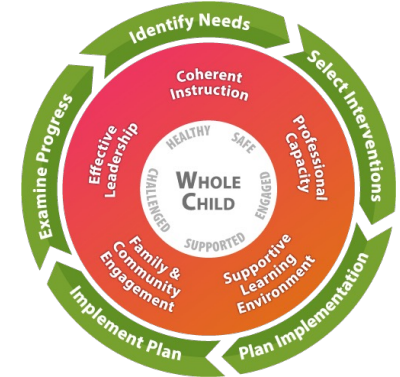 Identify Needs
Select Interventions
Plan Implementation
Implement Plan
Examine Progress
Coherent
Instruction
Professional
Capacity
Supportive
Learning
Environment
Family &
Community
Engagement
Effective
Leadership
HEALTHY
SAFE
ENGAGED
SUPPORTED
CHALLENGED
WHOLE
CHILD